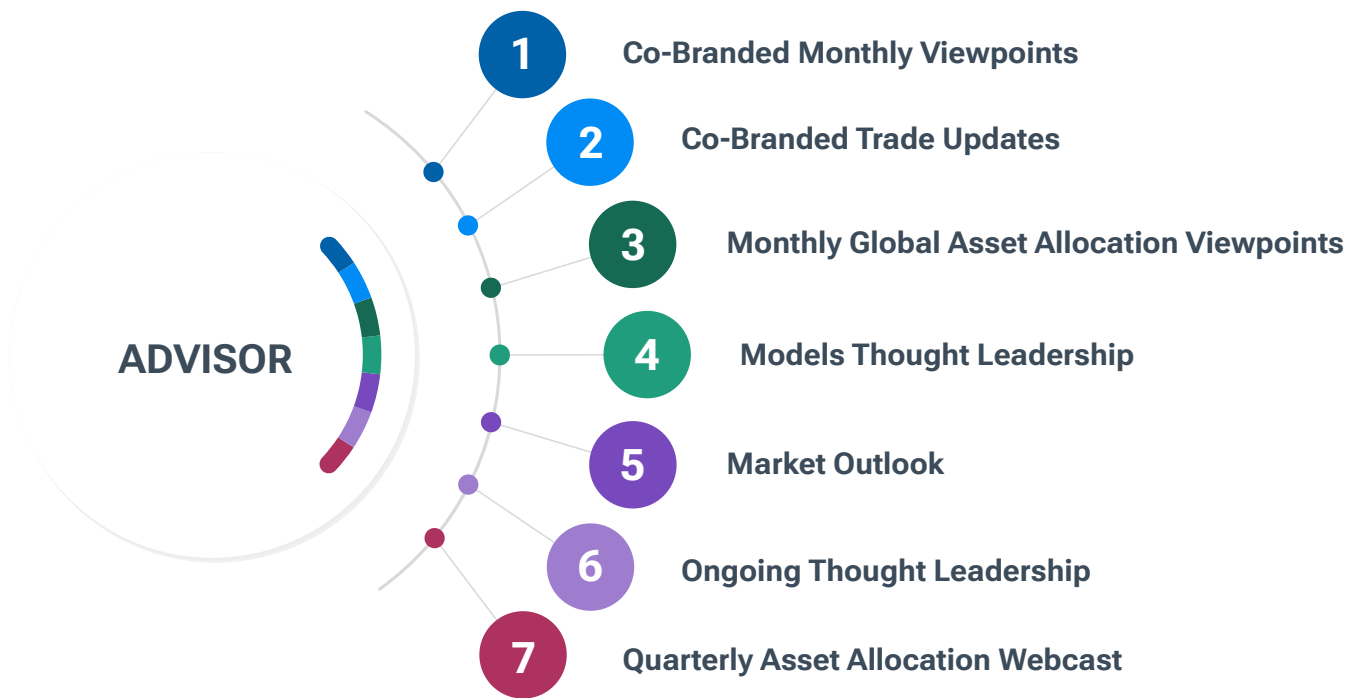 1
Co-Branded Monthly Viewpoints
2
Co-Branded Trade Updates
3
Monthly Global Asset Allocation Viewpoints
ADVISOR
4
Models Thought Leadership
5
Market Outlook
6
Ongoing Thought Leadership
7
Quarterly Asset Allocation Webcast